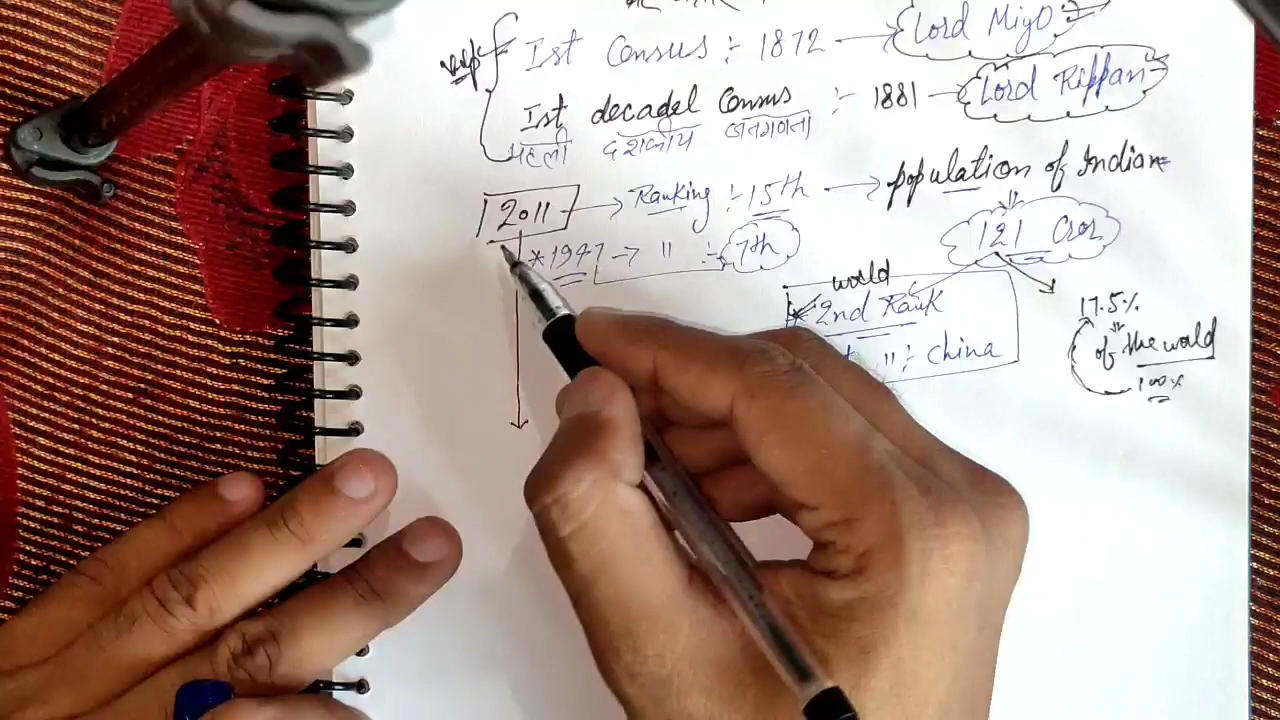 Ist Census :- 1872 → Lord Miyo
Ist decadel Census :- 1881 → Lord Riffan
पहली दशकीय जनगणना
2011 → Ranking :- 15th → population of Indian
121 Cror
* 1947 → " :- 7th
world
2nd Rank
" :- China
17.5%
of the world
100%